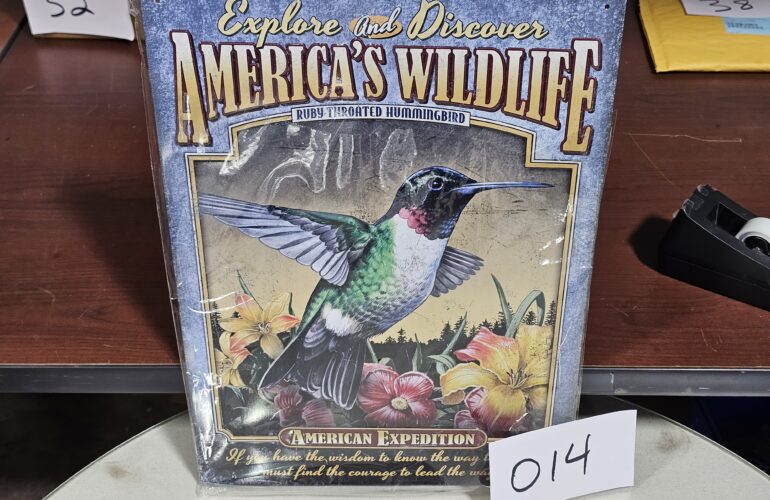 52
38
Explore And Discover
AMERICA'S WILDLIFE
RUBY THROATED HUMMINGBIRD
AMERICAN EXPEDITION
If you have the wisdom to know the way
must find the courage to lead the
014